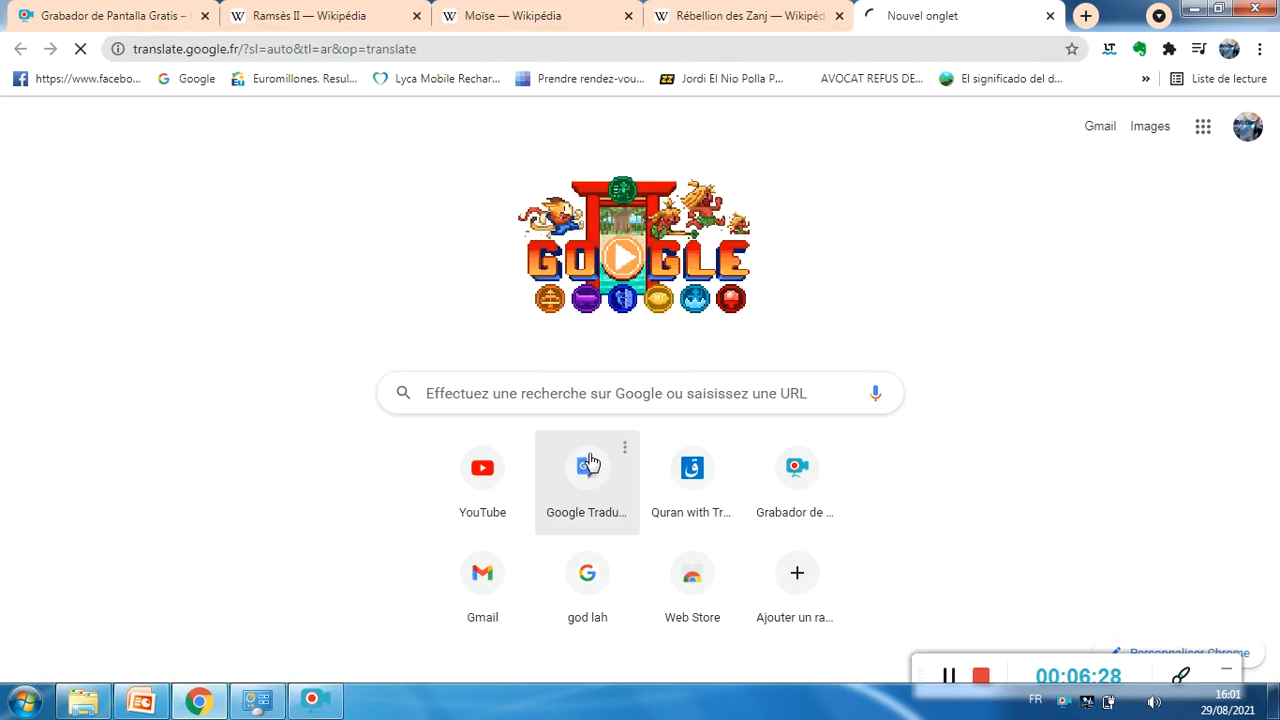 Grabador de Pantalla Gratis –
Ramsès II — Wikipédia
Moïse — Wikipédia
Rébellion des Zanj — Wikipéd
Nouvel onglet
translate.google.fr/?sl=auto&tl=ar&op=translate
https://www.facebo...
Google
Euromillones. Resul...
Lyca Mobile Rechar...
Prendre rendez-vou...
Jordi El Nio Polla P...
AVOCAT REFUS DE...
El significado del d...
»
Liste de lecture
Gmail
Images
GOOGLE
Effectuez une recherche sur Google ou saisissez une URL
YouTube
Google Tradu...
Quran with Tr...
Grabador de ...
Gmail
god lah
Web Store
Ajouter un ra...
Personnaliser Chrome
00:06:28
FR
16:01
29/08/2021